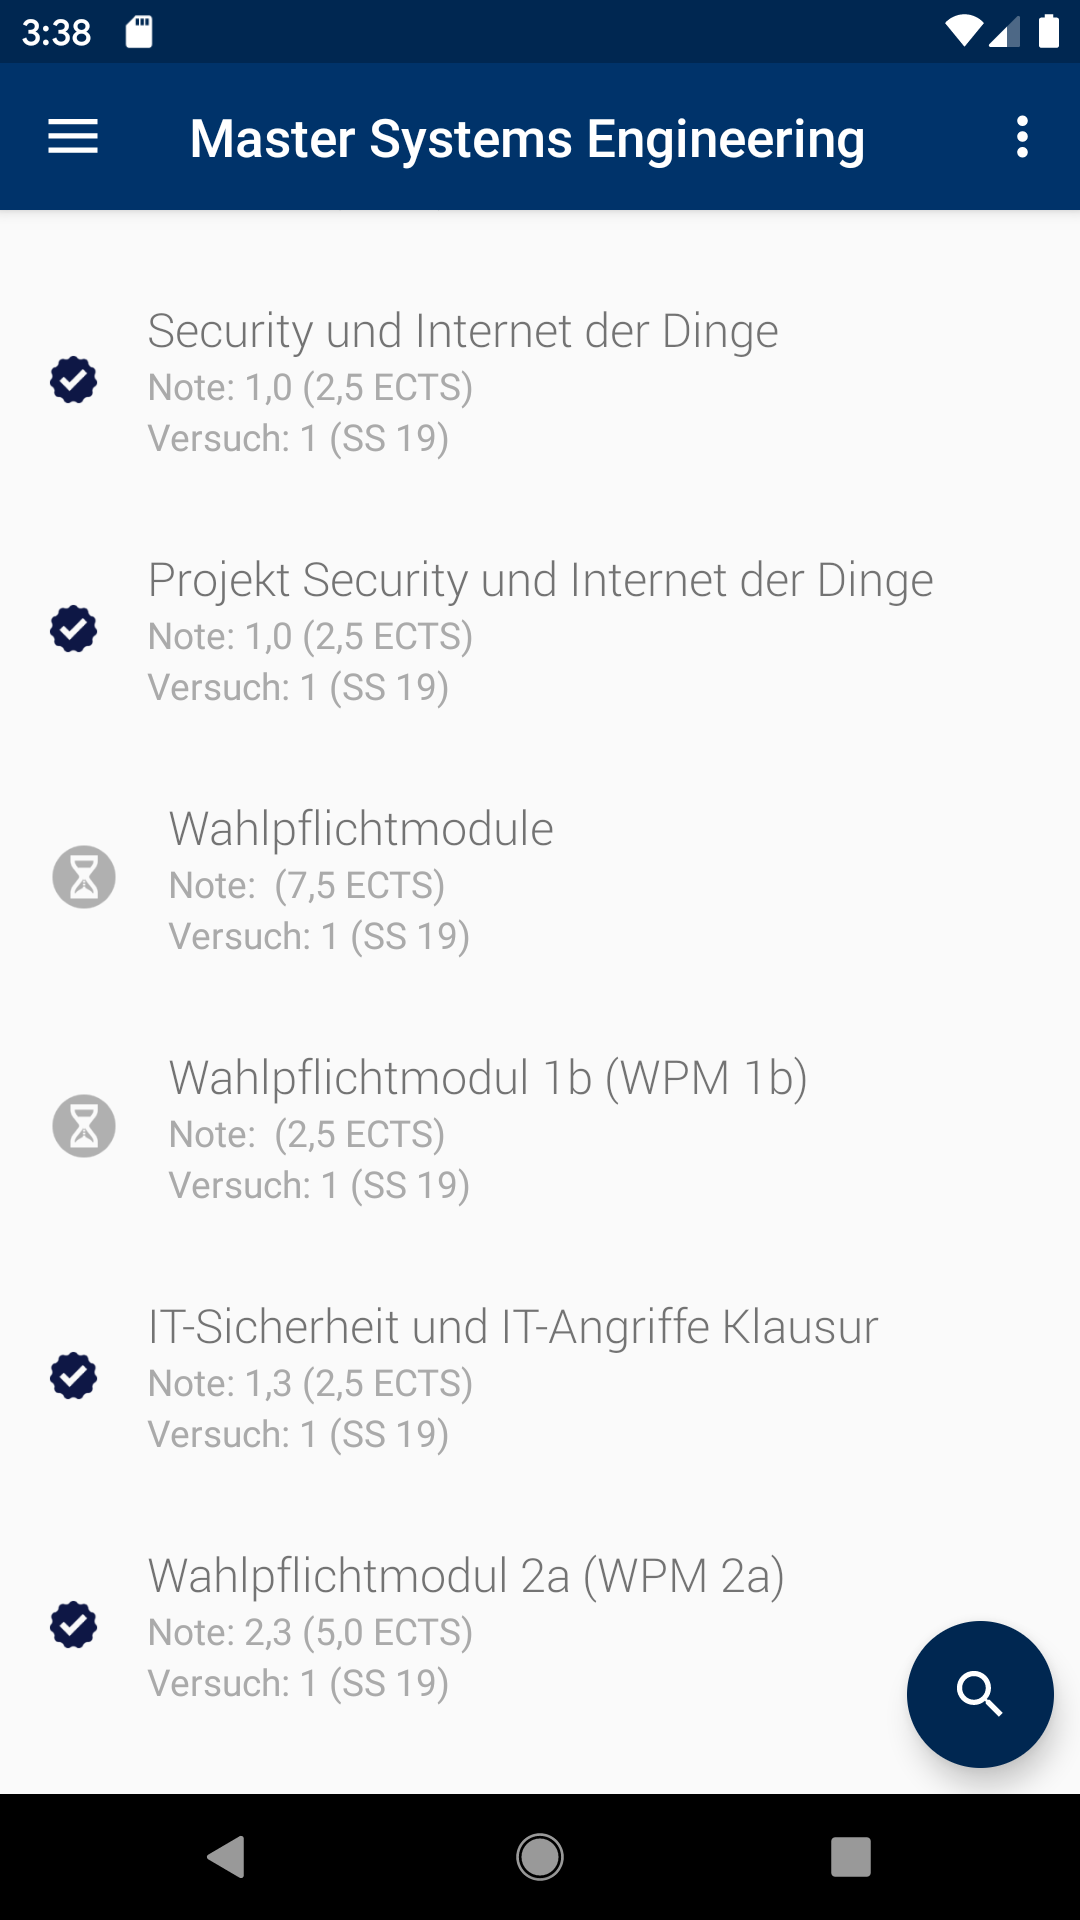 3:38
Master Systems Engineering
Security und Internet der Dinge
Note: 1,0 (2,5 ECTS)
Versuch: 1 (SS 19)
Projekt Security und Internet der Dinge
Note: 1,0 (2,5 ECTS)
Versuch: 1 (SS 19)
Wahlpflichtmodule
Note:  (7,5 ECTS)
Versuch: 1 (SS 19)
Wahlpflichtmodul 1b (WPM 1b)
Note:  (2,5 ECTS)
Versuch: 1 (SS 19)
IT-Sicherheit und IT-Angriffe Klausur
Note: 1,3 (2,5 ECTS)
Versuch: 1 (SS 19)
Wahlpflichtmodul 2a (WPM 2a)
Note: 2,3 (5,0 ECTS)
Versuch: 1 (SS 19)